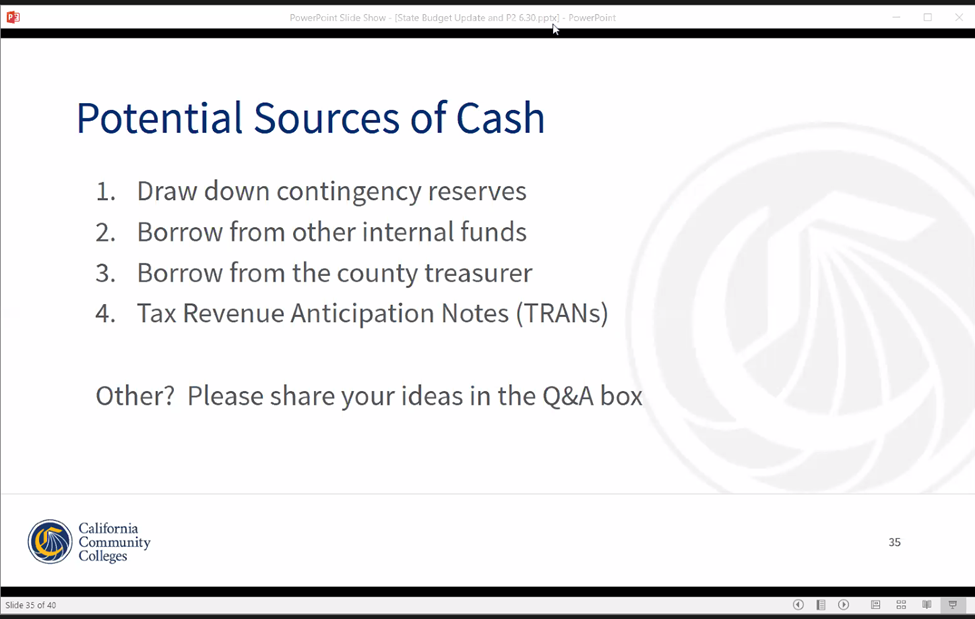 PowerPoint Slide Show - [State Budget Update and P2 6.30.pptx] - PowerPoint
Potential Sources of Cash
1. Draw down contingency reserves
2. Borrow from other internal funds
3. Borrow from the county treasurer
4. Tax Revenue Anticipation Notes (TRANs)
Other? Please share your ideas in the Q&A box
California
Community
Colleges
35
Slide 35 of 40